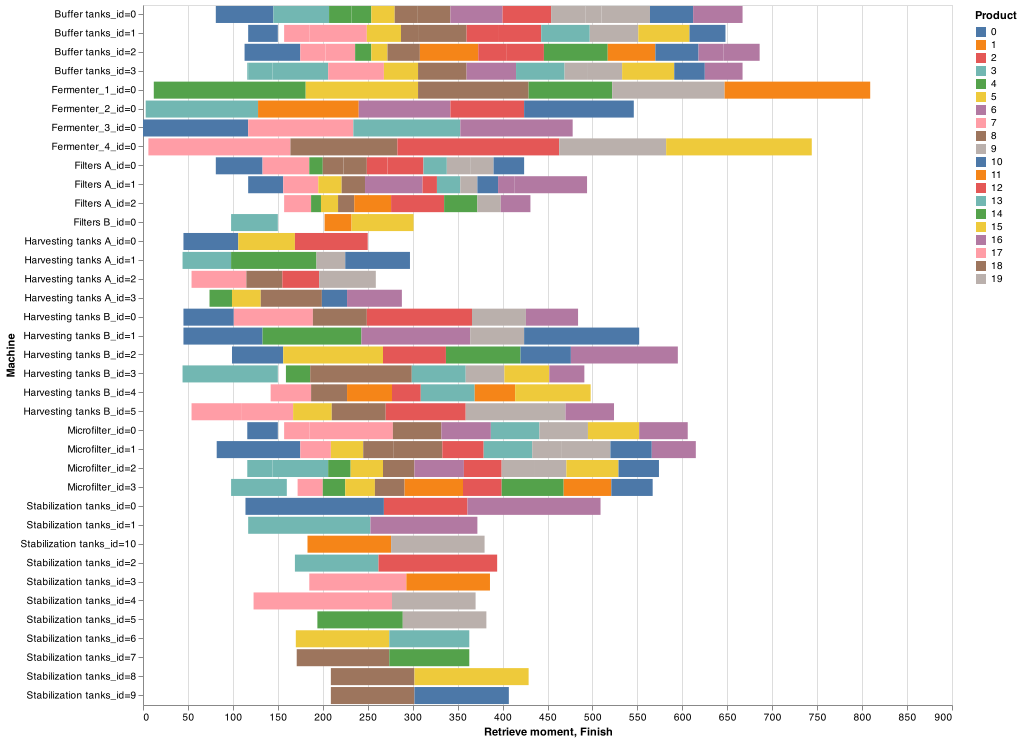 Product
0
1
2
3
4
5
6
7
8
9
10
11
12
13
14
15
16
17
18
19
Machine
Buffer tanks_id=0
Buffer tanks_id=1
Buffer tanks_id=2
Buffer tanks_id=3
Fermenter_1_id=0
Fermenter_2_id=0
Fermenter_3_id=0
Fermenter_4_id=0
Filters A_id=0
Filters A_id=1
Filters A_id=2
Filters B_id=0
Harvesting tanks A_id=0
Harvesting tanks A_id=1
Harvesting tanks A_id=2
Harvesting tanks A_id=3
Harvesting tanks B_id=0
Harvesting tanks B_id=1
Harvesting tanks B_id=2
Harvesting tanks B_id=3
Harvesting tanks B_id=4
Harvesting tanks B_id=5
Microfilter_id=0
Microfilter_id=1
Microfilter_id=2
Microfilter_id=3
Stabilization tanks_id=0
Stabilization tanks_id=1
Stabilization tanks_id=10
Stabilization tanks_id=2
Stabilization tanks_id=3
Stabilization tanks_id=4
Stabilization tanks_id=5
Stabilization tanks_id=6
Stabilization tanks_id=7
Stabilization tanks_id=8
Stabilization tanks_id=9
0 50 100 150 200 250 300 350 400 450 500 550 600 650 700 750 800 850 900
Retrieve moment, Finish